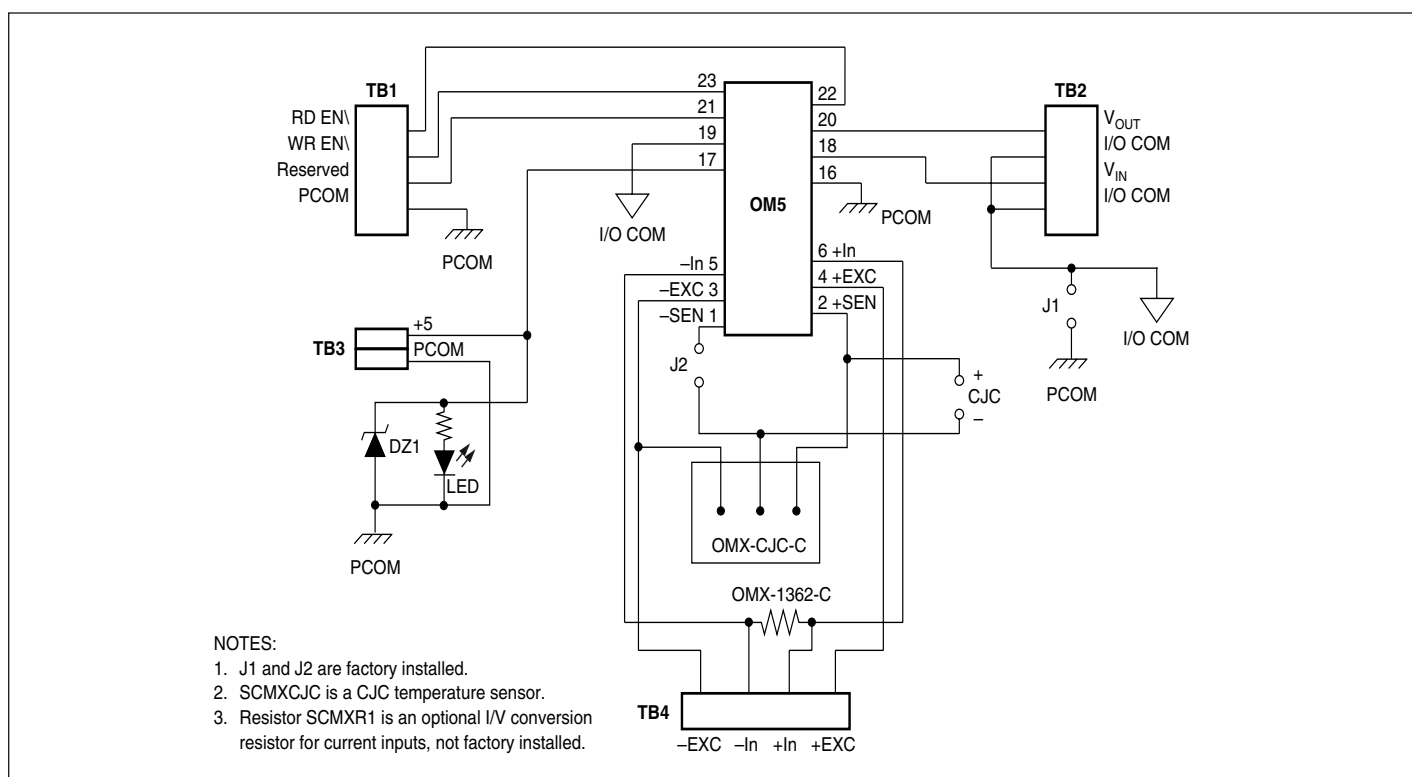 TB1
RD EN\
WR EN\
Reserved
PCOM
PCOM
23
21
19
17
I/O COM
OM5
22
20
18
16
PCOM
TB2
V_OUT
I/O COM
V_IN
I/O COM
J1
PCOM
I/O COM
–In 5
–EXC 3
–SEN 1
6 +In
4 +EXC
2 +SEN
TB3
+5
PCOM
DZ1
LED
PCOM
J2
+
CJC
–
OMX-CJC-C
OMX-1362-C
TB4
–EXC –In +In +EXC
NOTES:
1. J1 and J2 are factory installed.
2. SCMXCJC is a CJC temperature sensor.
3. Resistor SCMXR1 is an optional I/V conversion
resistor for current inputs, not factory installed.